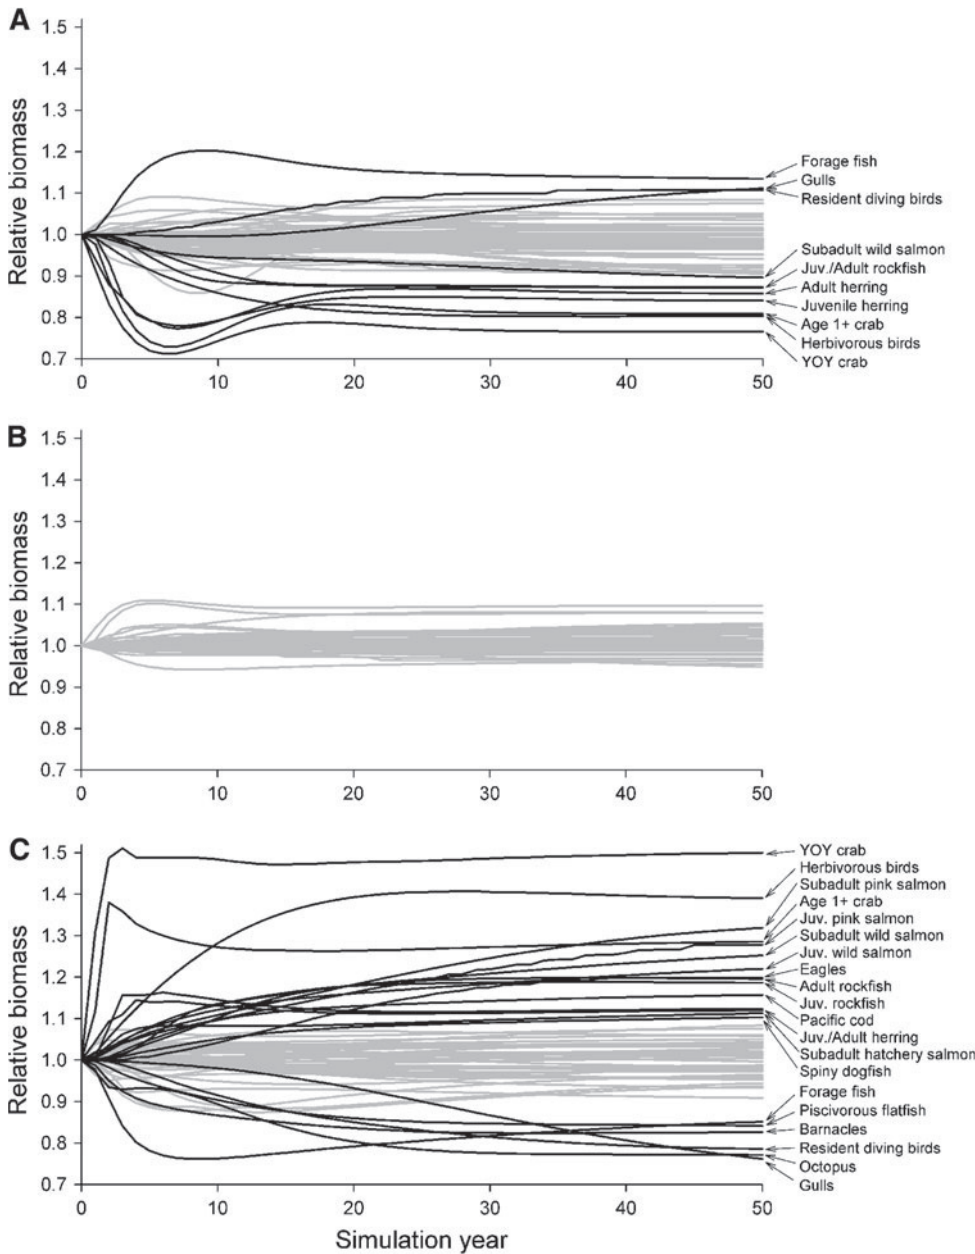 A
Relative biomass
1.5
1.4
1.3
1.2
1.1
1.0
0.9
0.8
0.7
0
10
20
30
40
50
Forage fish
Gulls
Resident diving birds
Subadult wild salmon
Juv./Adult rockfish
Adult herring
Juvenile herring
Age 1+ crab
Herbivorous birds
YOY crab
B
Relative biomass
1.5
1.4
1.3
1.2
1.1
1.0
0.9
0.8
0.7
0
10
20
30
40
50
C
Relative biomass
1.5
1.4
1.3
1.2
1.1
1.0
0.9
0.8
0.7
0
10
20
30
40
50
YOY crab
Herbivorous birds
Subadult pink salmon
Age 1+ crab
Juv. pink salmon
Subadult wild salmon
Juv. wild salmon
Eagles
Adult rockfish
Juv. rockfish
Pacific cod
Juv./Adult herring
Subadult hatchery salmon
Spiny dogfish
Forage fish
Piscivorous flatfish
Barnacles
Resident diving birds
Octopus
Gulls
Simulation year